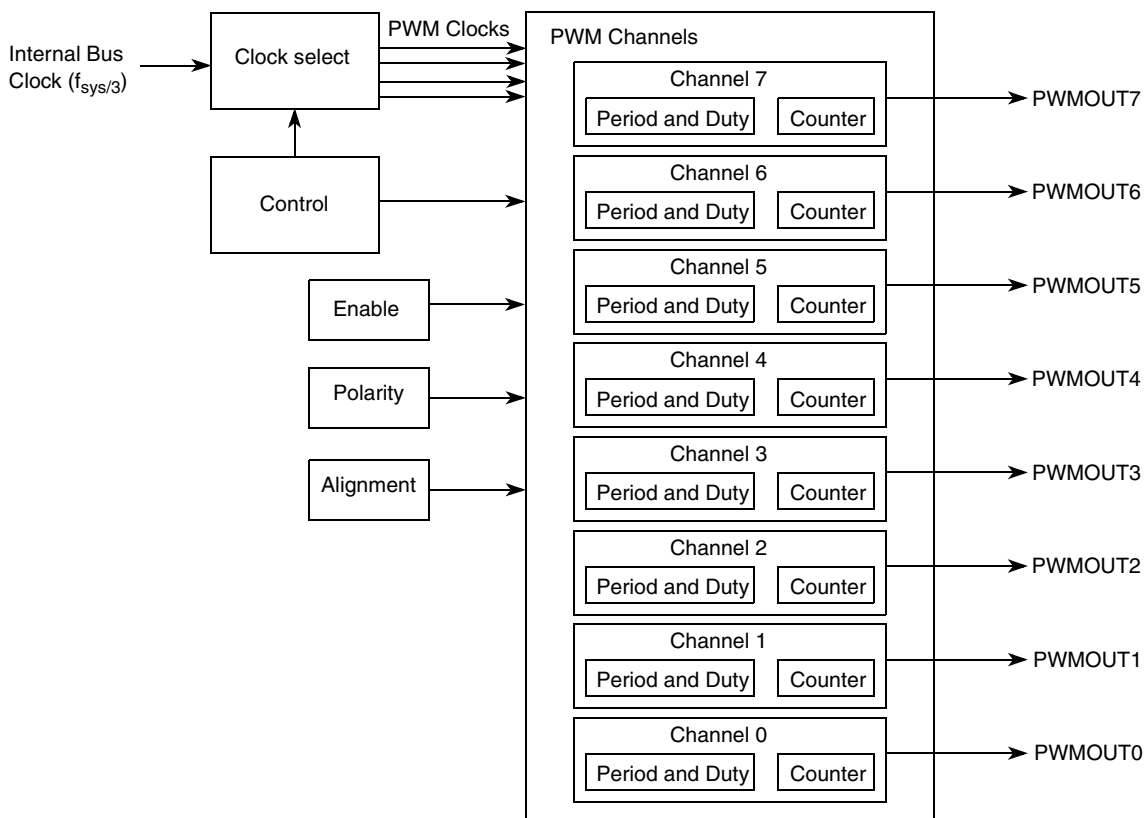 PWM Clocks
PWM Channels
Internal Bus
Clock (fsys/3)
Clock select
Control
Enable
Polarity
Alignment
Channel 7
Period and Duty
Counter
PWMOUT7
Channel 6
Period and Duty
Counter
PWMOUT6
Channel 5
Period and Duty
Counter
PWMOUT5
Channel 4
Period and Duty
Counter
PWMOUT4
Channel 3
Period and Duty
Counter
PWMOUT3
Channel 2
Period and Duty
Counter
PWMOUT2
Channel 1
Period and Duty
Counter
PWMOUT1
Channel 0
Period and Duty
Counter
PWMOUT0